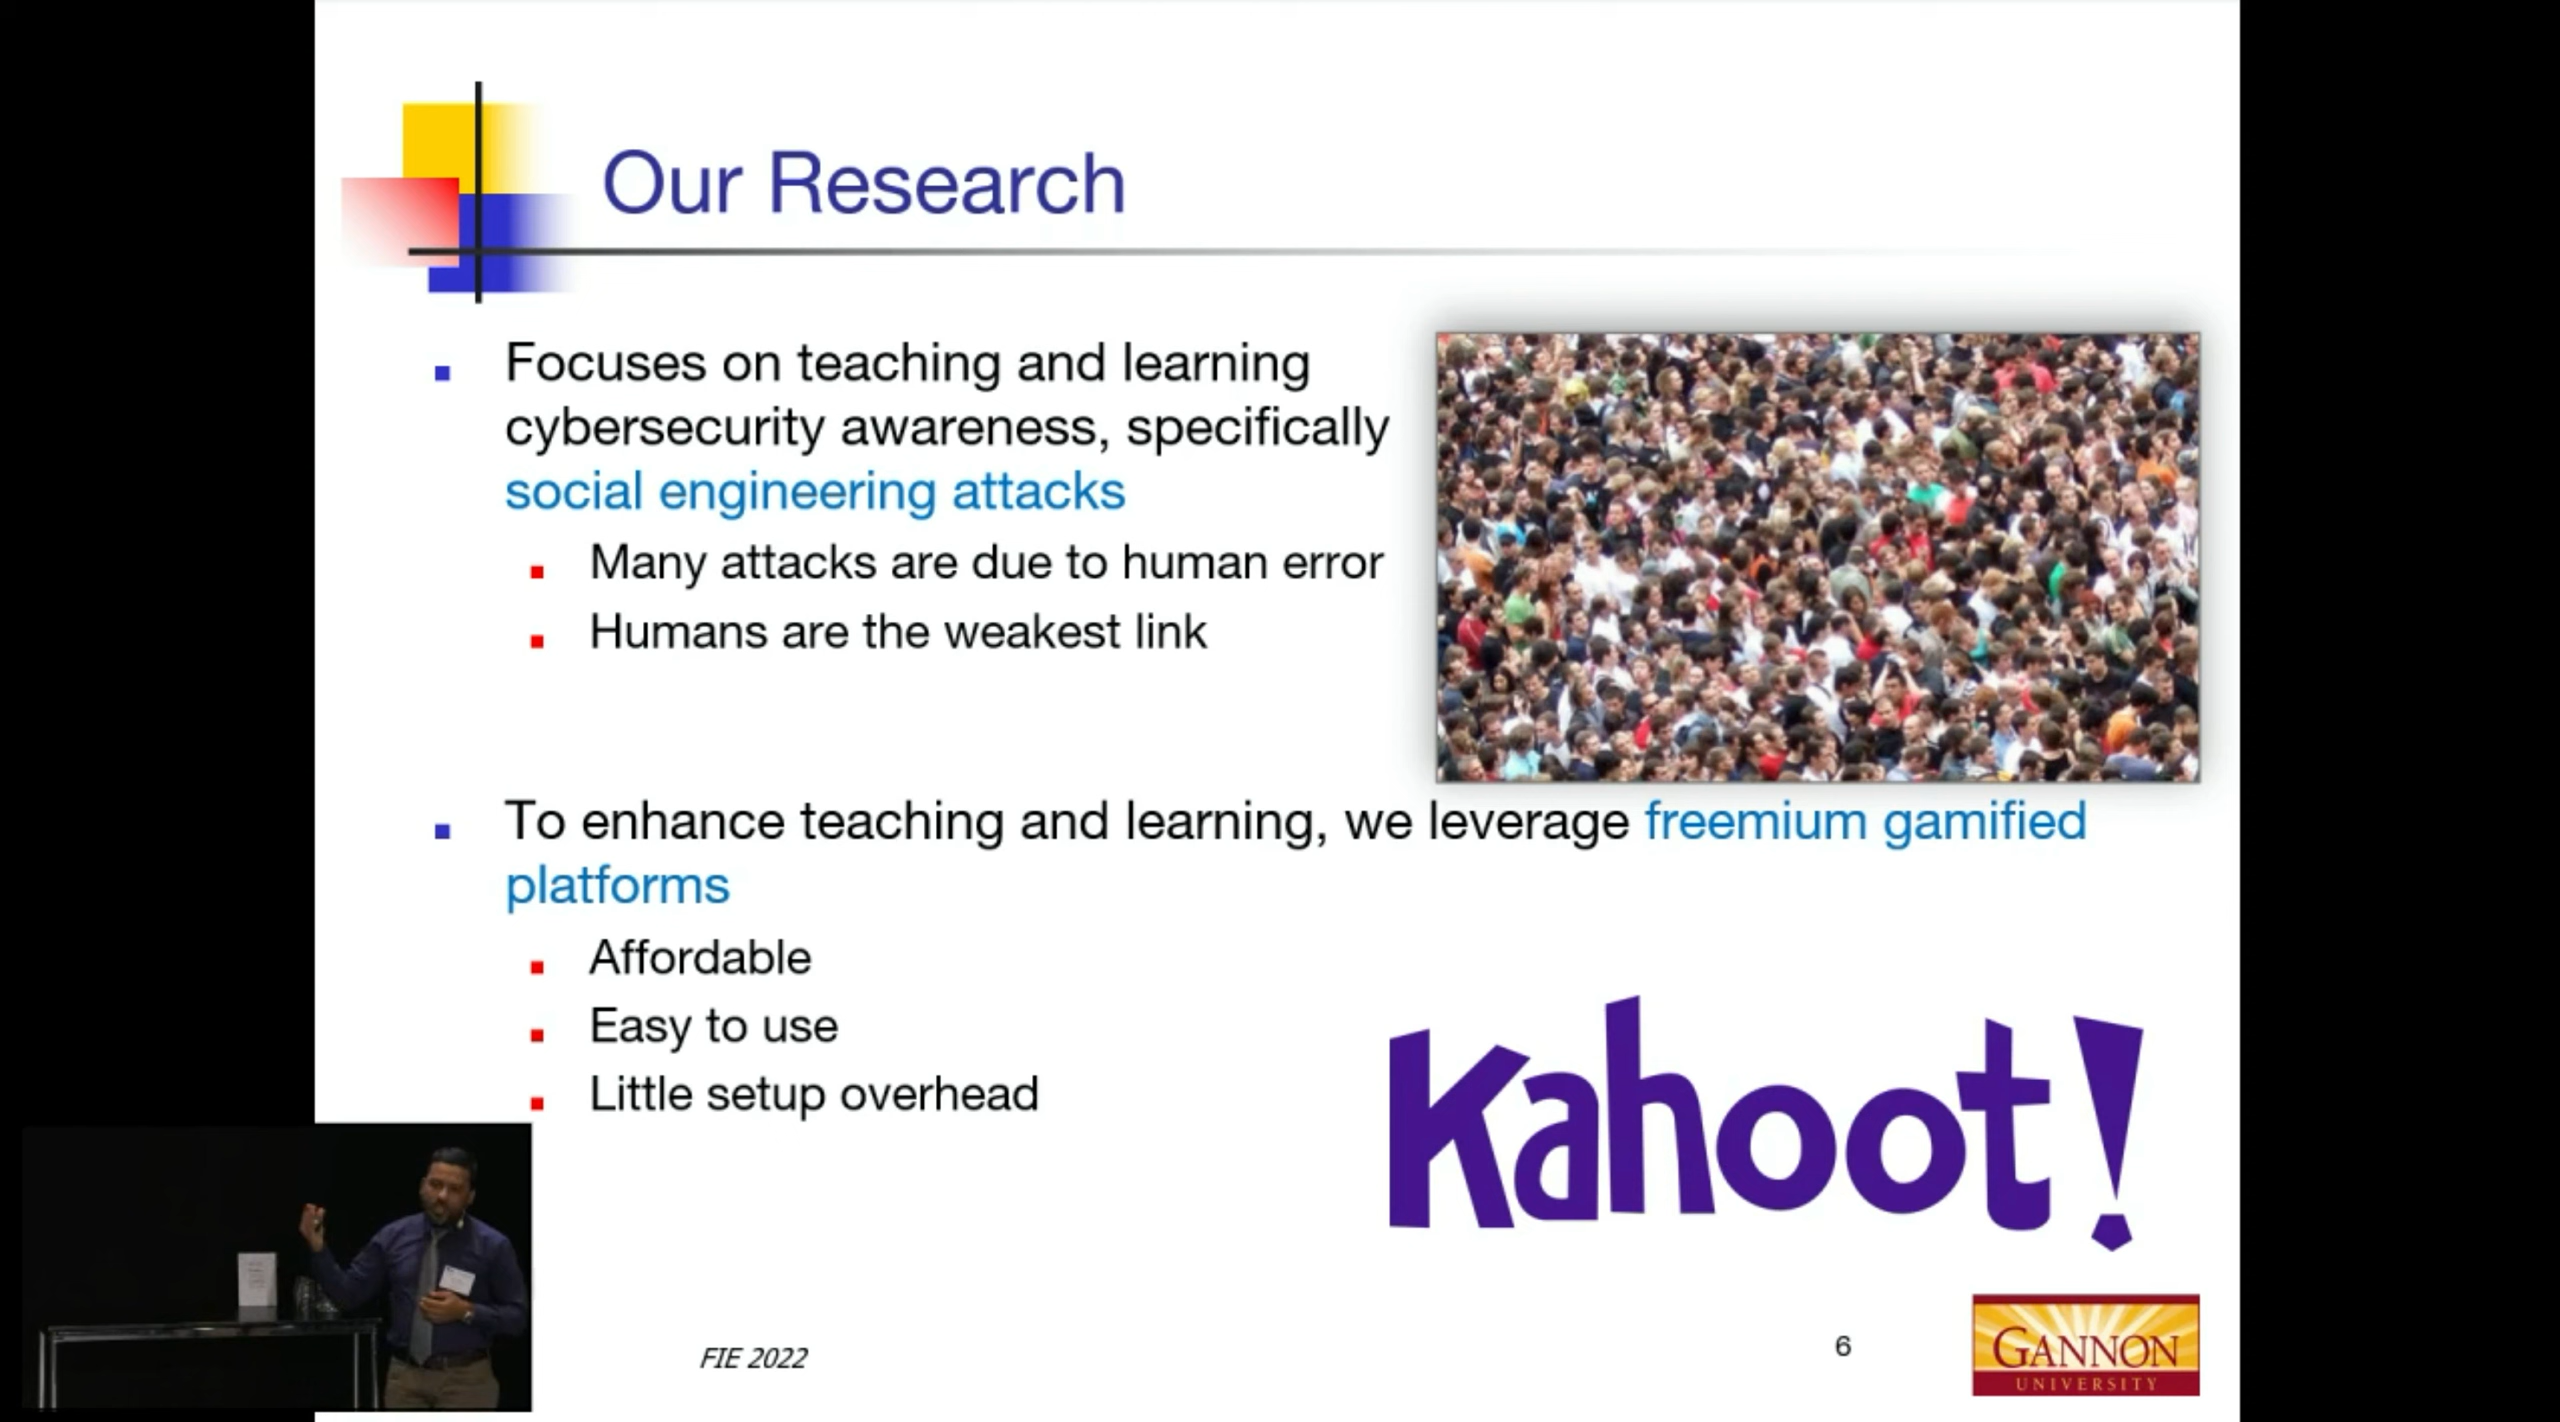 Our Research
Focuses on teaching and learning
cybersecurity awareness, specifically
social engineering attacks
Many attacks are due to human error
Humans are the weakest link
To enhance teaching and learning, we leverage freemium gamified
platforms
Affordable
Easy to use
Little setup overhead
Kahoot!
FIE 2022
6
GANNON
UNIVERSITY